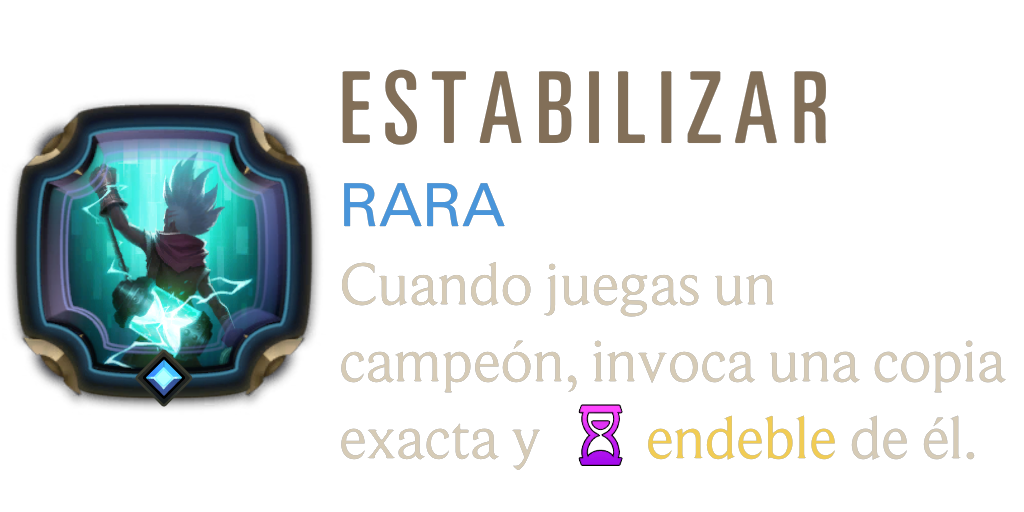 ESTABILIZAR
RARA
Cuando juegas un
campeón, invoca una copia
exacta y endeble de él.